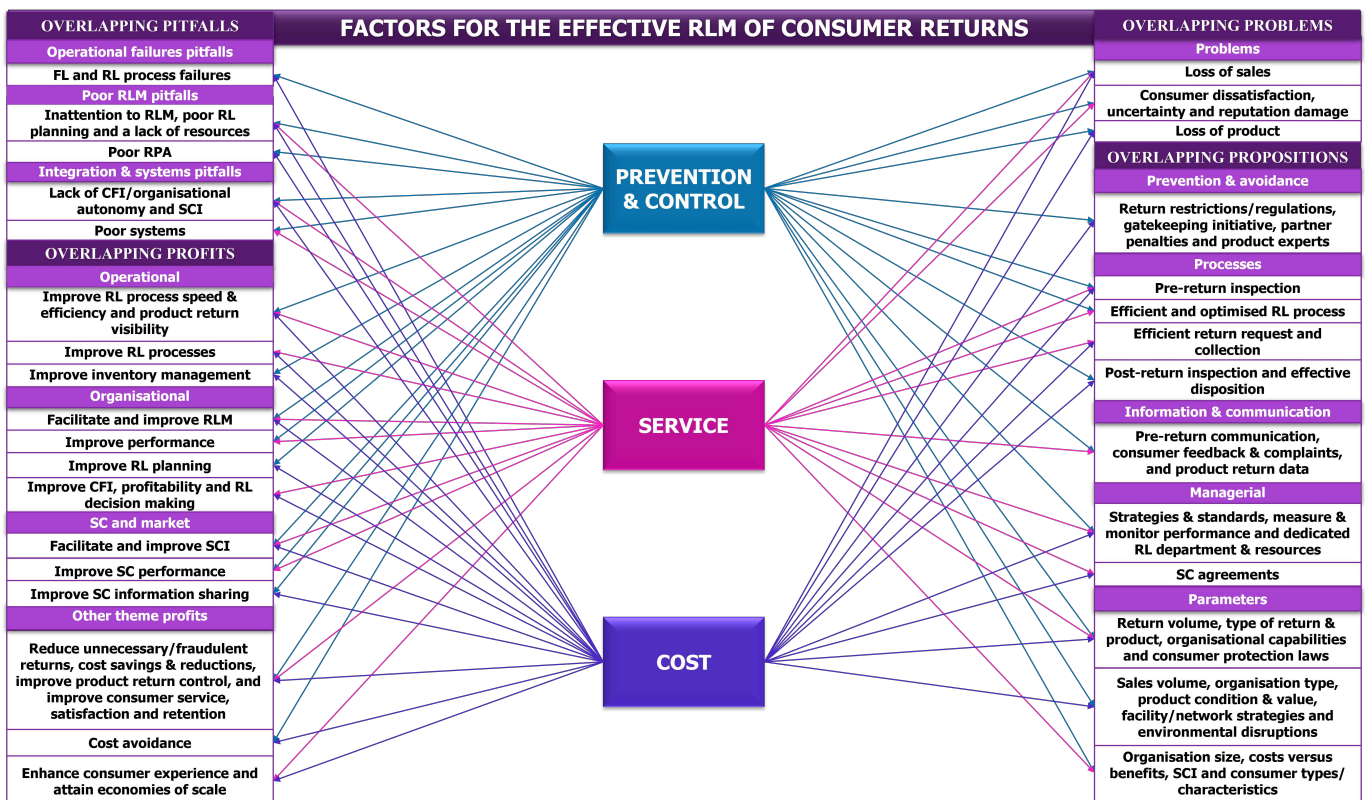 FACTORS FOR THE EFFECTIVE RLM OF CONSUMER RETURNS
OVERLAPPING PITFALLS
Operational failures pitfalls
FL and RL process failures
Poor RLM pitfalls
Inattention to RLM, poor RL
planning and a lack of resources
Poor RPA
Integration & systems pitfalls
Lack of CFI/organisational
autonomy and SCI
Poor systems
OVERLAPPING PROFITS
Operational
Improve RL process speed &
efficiency and product return
visibility
Improve RL processes
Improve inventory management
Organisational
Facilitate and improve RLM
Improve performance
Improve RL planning
Improve CFI, profitability and RL
decision making
SC and market
Facilitate and improve SCI
Improve SC performance
Improve SC information sharing
Other theme profits
Reduce unnecessary/fraudulent
returns, cost savings & reductions,
improve product return control, and
improve consumer service,
satisfaction and retention
Cost avoidance
Enhance consumer experience and
attain economies of scale
PREVENTION
& CONTROL
SERVICE
COST
OVERLAPPING PROBLEMS
Problems
Loss of sales
Consumer dissatisfaction,
uncertainty and reputation damage
Loss of product
OVERLAPPING PROPOSITIONS
Prevention & avoidance
Return restrictions/regulations,
gatekeeping initiative, partner
penalties and product experts
Processes
Pre-return inspection
Efficient and optimised RL process
Efficient return request and
collection
Post-return inspection and effective
disposition
Information & communication
Pre-return communication,
consumer feedback & complaints,
and product return data
Managerial
Strategies & standards, measure &
monitor performance and dedicated
RL department & resources
SC agreements
Parameters
Return volume, type of return &
product, organisational capabilities
and consumer protection laws
Sales volume, organisation type,
product condition & value,
facility/network strategies and
environmental disruptions
Organisation size, costs versus
benefits, SCI and consumer types/
characteristics